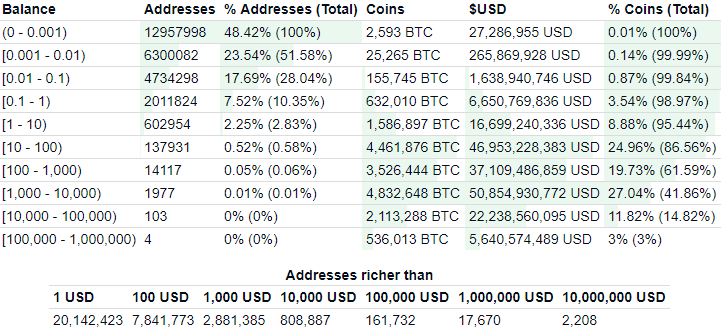 Balance Addresses % Addresses (Total) Coins $USD % Coins (Total)
(0 - 0.001) 12957998 48.42% (100%) 2,593 BTC 27,286,955 USD 0.01% (100%)
[0.001 - 0.01) 6300082 23.54% (51.58%) 25,265 BTC 265,869,928 USD 0.14% (99.99%)
[0.01 - 0.1) 4734298 17.69% (28.04%) 155,745 BTC 1,638,940,746 USD 0.87% (99.84%)
[0.1 - 1) 2011824 7.52% (10.35%) 632,010 BTC 6,650,769,836 USD 3.54% (98.97%)
[1 - 10) 602954 2.25% (2.83%) 1,586,897 BTC 16,699,240,336 USD 8.88% (95.44%)
[10 - 100) 137931 0.52% (0.58%) 4,461,876 BTC 46,953,228,383 USD 24.96% (86.56%)
[100 - 1,000) 14117 0.05% (0.06%) 3,526,444 BTC 37,109,486,859 USD 19.73% (61.59%)
[1,000 - 10,000) 1977 0.01% (0.01%) 4,832,648 BTC 50,854,930,772 USD 27.04% (41.86%)
[10,000 - 100,000) 103 0% (0%) 2,113,288 BTC 22,238,560,095 USD 11.82% (14.82%)
[100,000 - 1,000,000) 4 0% (0%) 536,013 BTC 5,640,574,489 USD 3% (3%)
Addresses richer than
1 USD 100 USD 1,000 USD 10,000 USD 100,000 USD 1,000,000 USD 10,000,000 USD
20,142,423 7,841,773 2,881,385 808,887 161,732 17,670 2,208